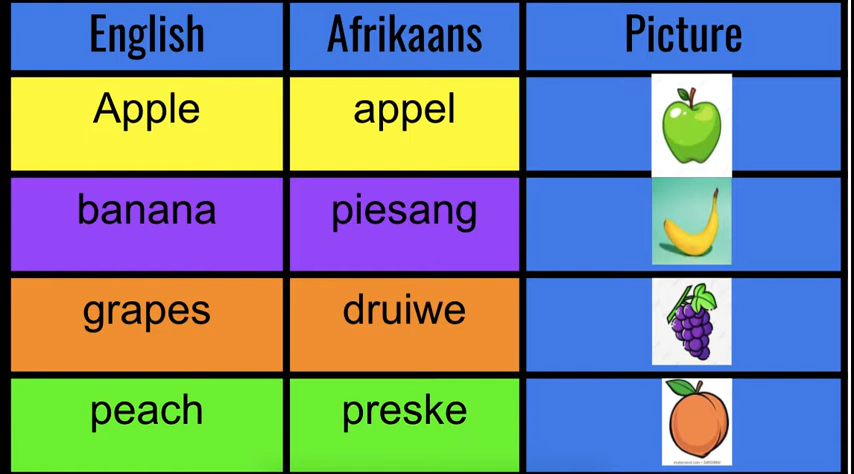 English Afrikaans Picture
Apple appel
banana piesang
grapes druiwe
peach preske